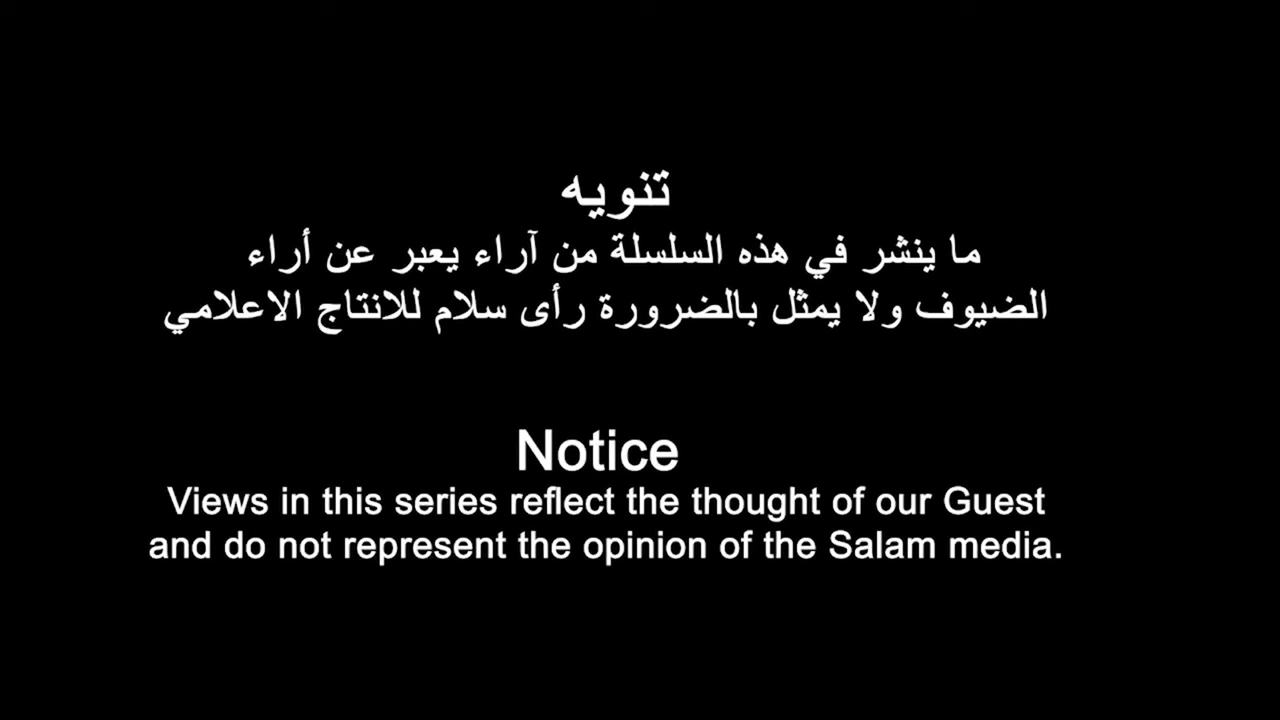 تنويه
ما ينشر في هذه السلسلة من آراء يعبر عن أراء
الضيوف ولا يمثل بالضرورة رأى سلام للانتاج الاعلامي
Notice
Views in this series reflect the thought of our Guest
and do not represent the opinion of the Salam media.